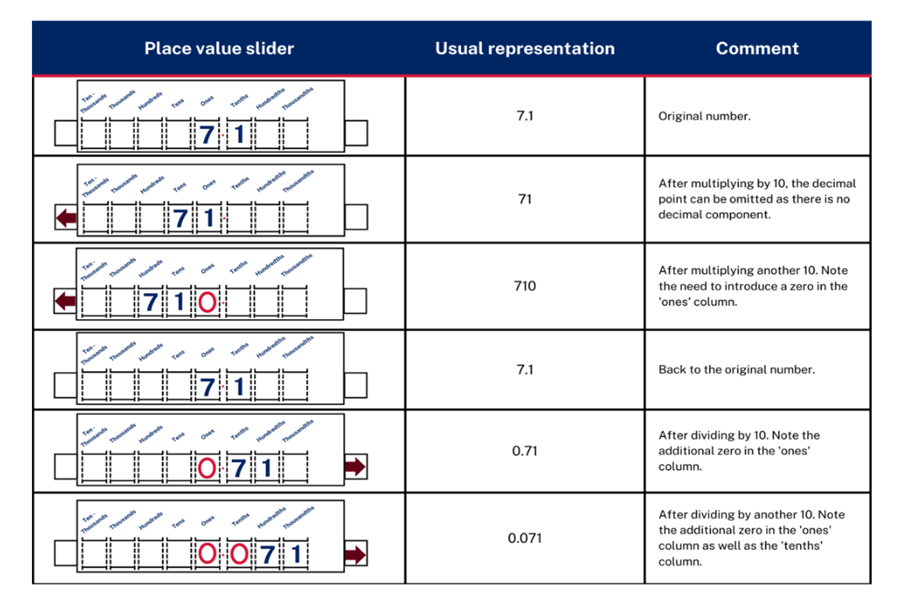 Place value slider Usual representation Comment
Ten - Thousands Thousands Hundreds Tens Ones Tenths Hundredths Thousandths
7 1
7.1
Original number.
Ten - Thousands Thousands Hundreds Tens Ones Tenths Hundredths Thousandths
7 1
71
After multiplying by 10, the decimal
point can be omitted as there is no
decimal component.
Ten - Thousands Thousands Hundreds Tens Ones Tenths Hundredths Thousandths
7 1 0
710
After multiplying another 10. Note
the need to introduce a zero in the
'ones' column.
Ten - Thousands Thousands Hundreds Tens Ones Tenths Hundredths Thousandths
7 1
7.1
Back to the original number.
Ten - Thousands Thousands Hundreds Tens Ones Tenths Hundredths Thousandths
0 7 1
0.71
After dividing by 10. Note the
additional zero in the 'ones'
column.
Ten - Thousands Thousands Hundreds Tens Ones Tenths Hundredths Thousandths
0 0 7 1
0.071
After dividing by another 10. Note
the additional zero in the 'ones'
column as well as the 'tenths'
column.